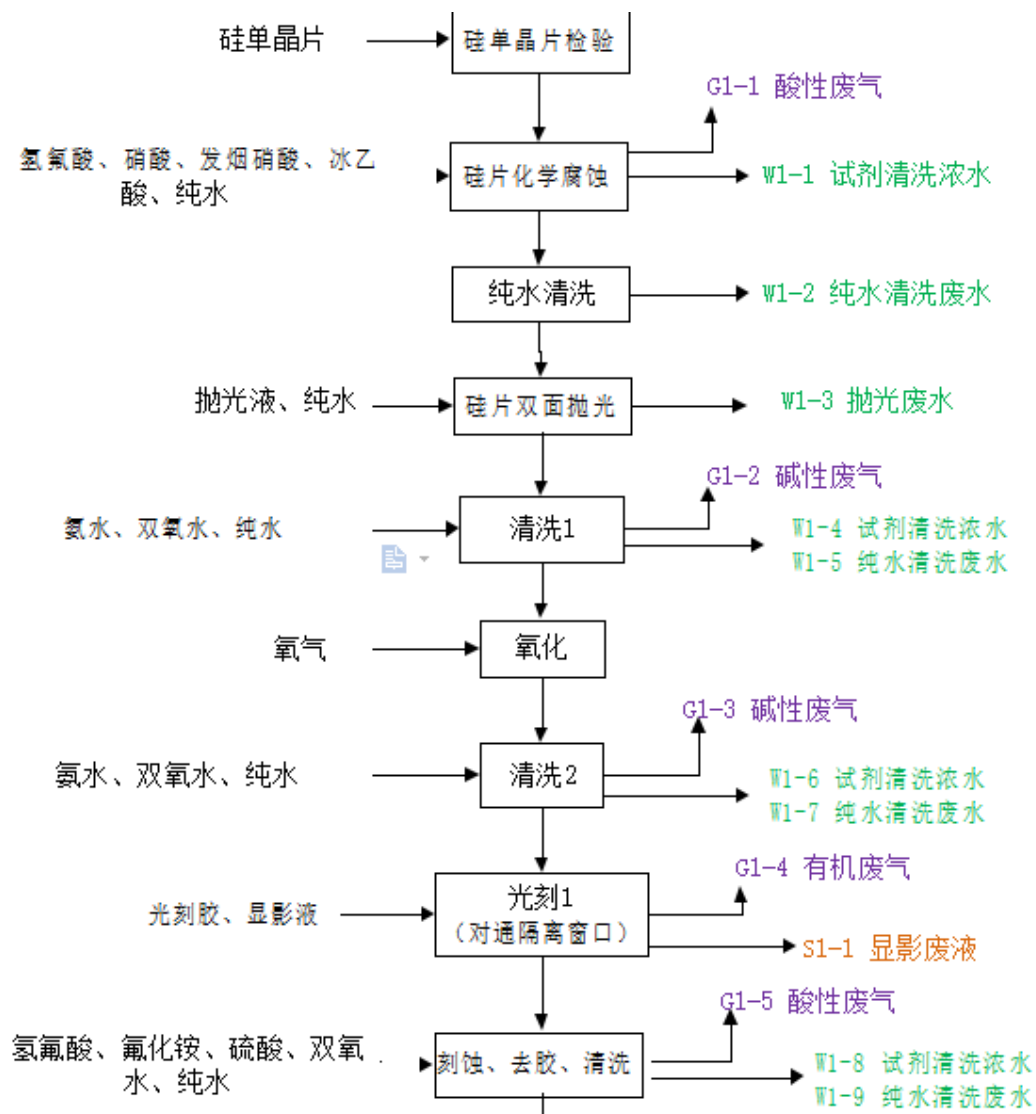 硅单晶片
硅单晶片检验
G1-1 酸性废气
氢氟酸、硝酸、发烟硝酸、冰乙
酸、纯水
硅片化学腐蚀
W1-1 试剂清洗浓水
纯水清洗
W1-2 纯水清洗废水
抛光液、纯水
硅片双面抛光
W1-3 抛光废水
G1-2 碱性废气
氨水、双氧水、纯水
清洗1
W1-4 试剂清洗浓水
W1-5 纯水清洗废水
氧气
氧化
G1-3 碱性废气
氨水、双氧水、纯水
清洗2
W1-6 试剂清洗浓水
W1-7 纯水清洗废水
G1-4 有机废气
光刻胶、显影液
光刻1
（对通隔离窗口）
S1-1 显影废液
G1-5 酸性废气
氢氟酸、氟化铵、硫酸、双氧
水、纯水
刻蚀、去胶、清洗
W1-8 试剂清洗浓水
W1-9 纯水清洗废水